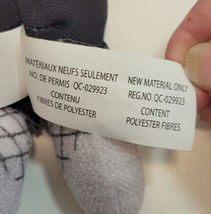 MATÉRIAUX NEUFS SEULEMENT
NO. DE PERMIS QC-029923
CONTENU
FIBRES DE POLYESTER
NEW MATERIAL ONLY
REG.NO. QC-029923
CONTENT
POLYESTER FIBRES